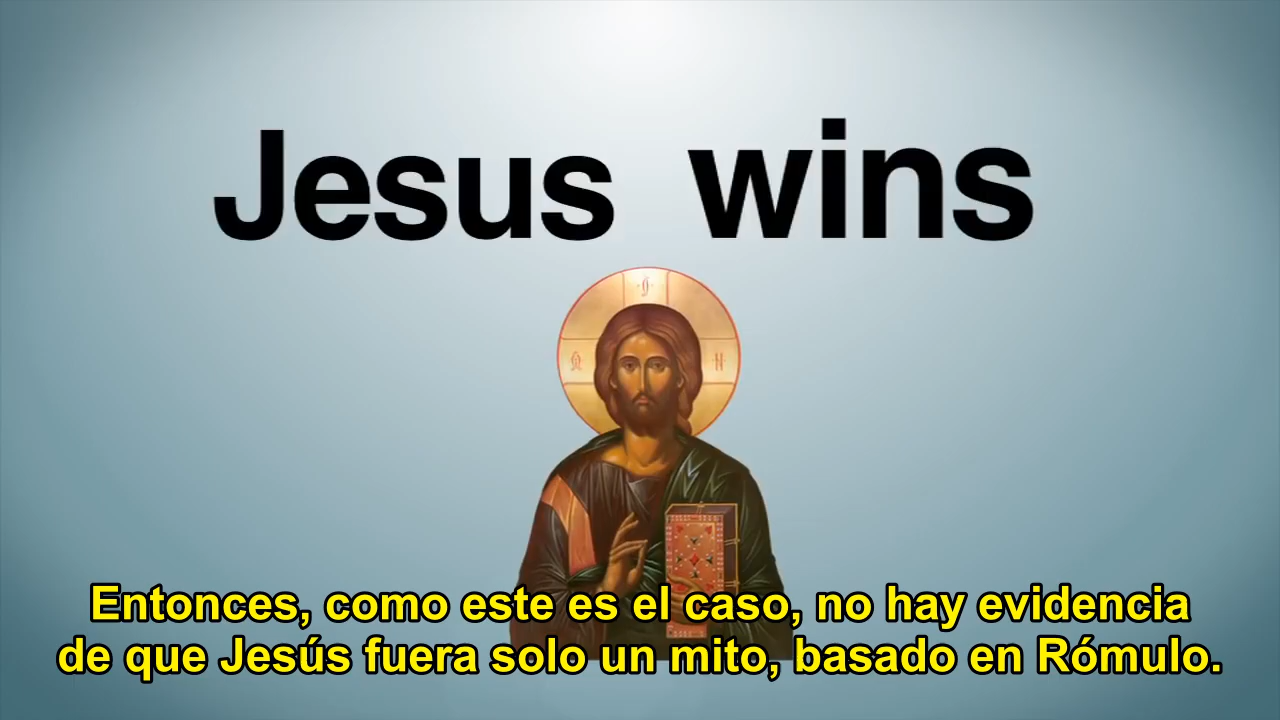 Jesus wins
Entonces, como este es el caso, no hay evidencia
de que Jesús fuera solo un mito, basado en Rómulo.